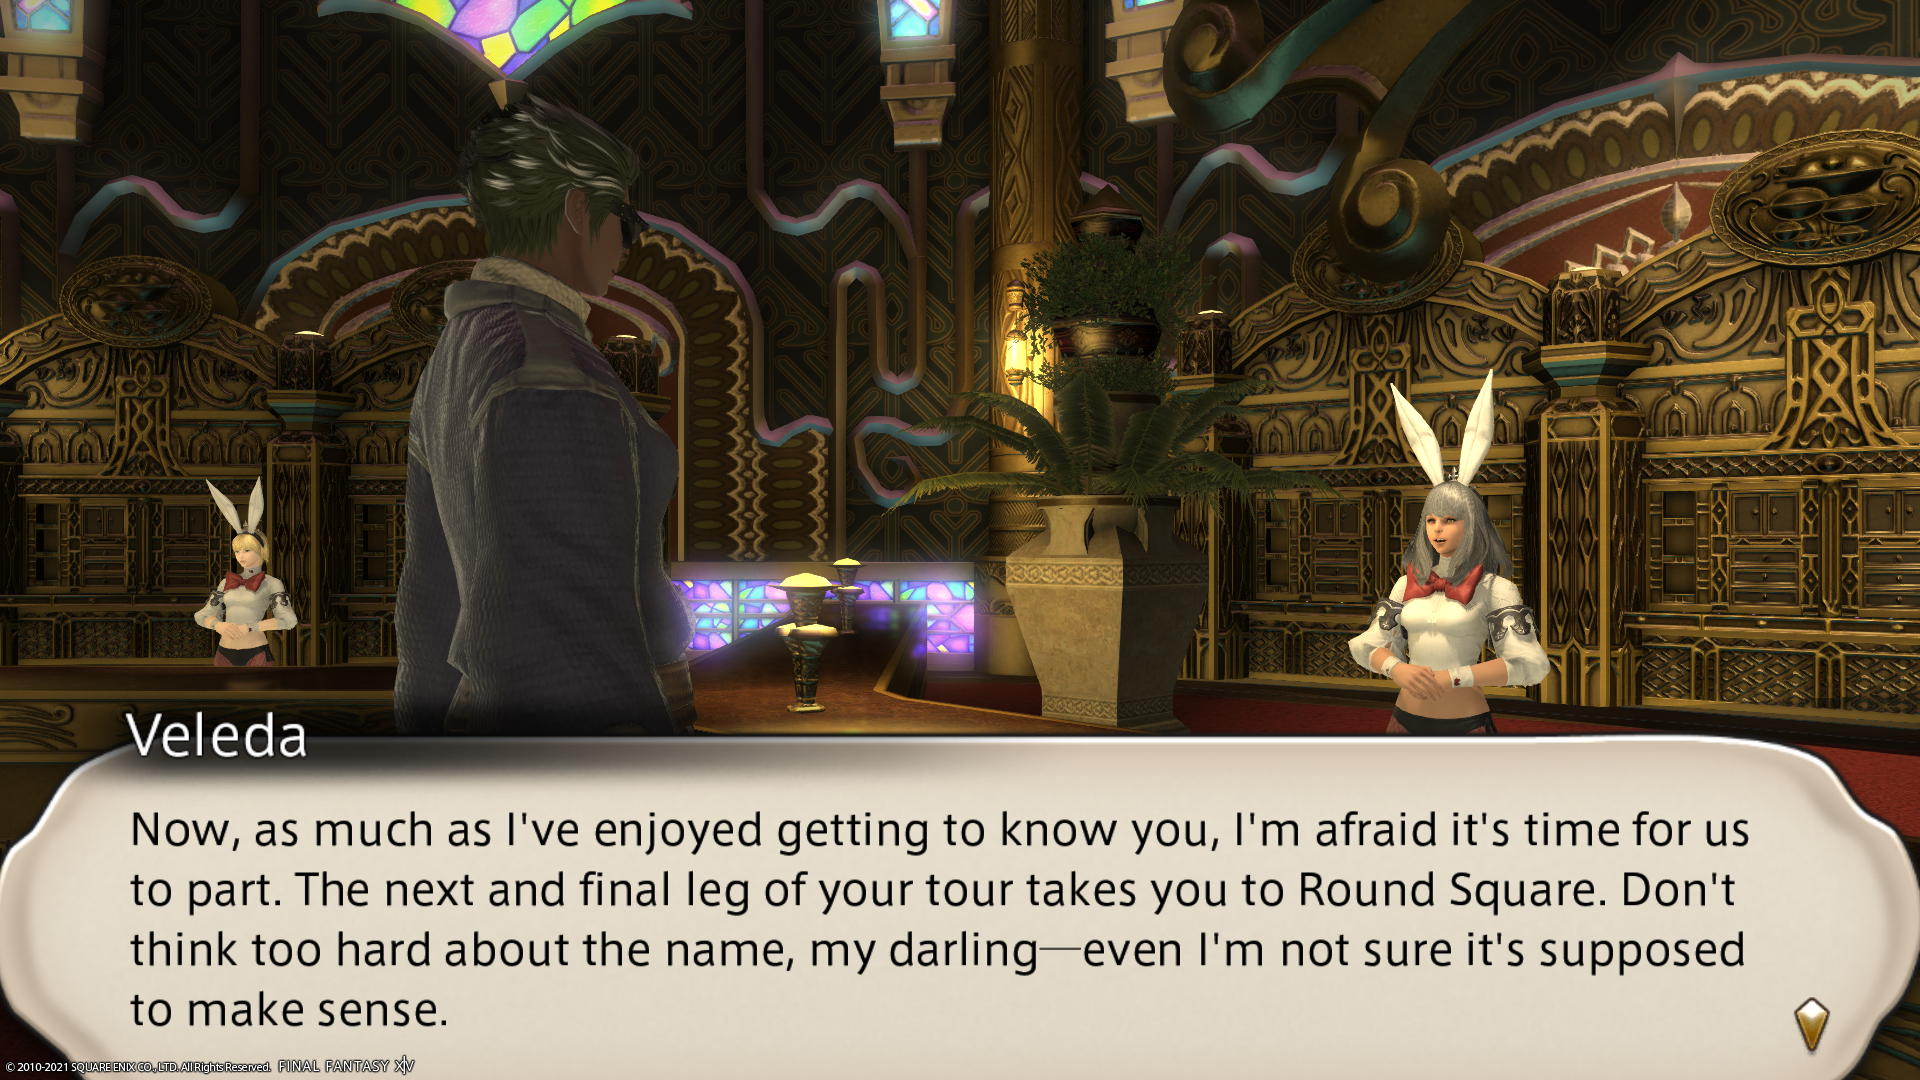 Veleda
Now, as much as I've enjoyed getting to know you, I'm afraid it's time for us
to part. The next and final leg of your tour takes you to Round Square. Don't
think too hard about the name, my darling—even I'm not sure it's supposed
to make sense.
© 2010-2021 SQUARE ENIX CO., LTD. All Rights Reserved. FINAL FANTASY XIV